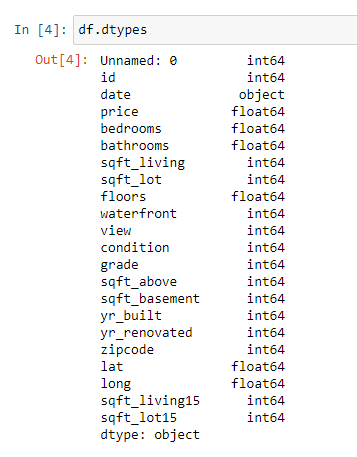 In [4]: df.dtypes
Out[4]: Unnamed: 0 int64
id int64
date object
price float64
bedrooms float64
bathrooms float64
sqft_living int64
sqft_lot int64
floors float64
waterfront int64
view int64
condition int64
grade int64
sqft_above int64
sqft_basement int64
yr_built int64
yr_renovated int64
zipcode int64
lat float64
long float64
sqft_living15 int64
sqft_lot15 int64
dtype: object